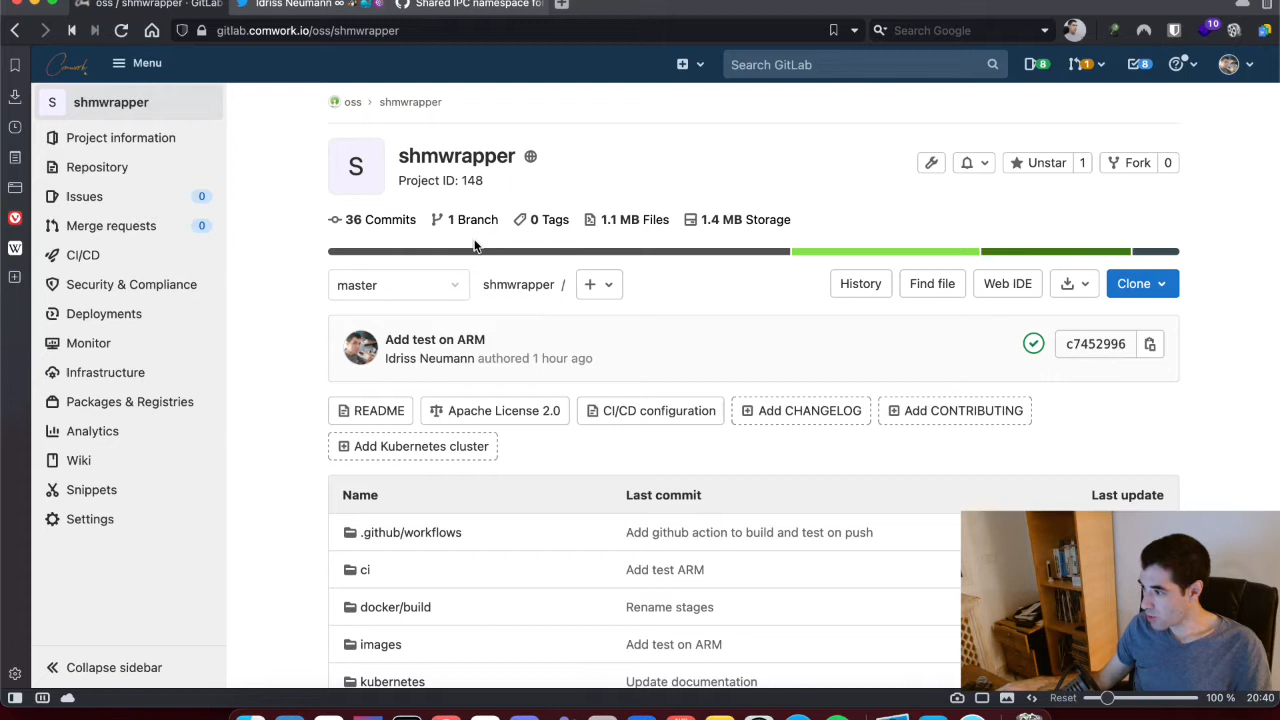 oss / shmwrapper · GitLab
Idriss Neumann
Shared IPC namespace fo
gitlab.comwork.io/oss/shmwrapper
Search Google
10
Comwork
Menu
Search GitLab
8
1
8
S
shmwrapper
Project information
Repository
Issues
0
Merge requests
0
CI/CD
Security & Compliance
Deployments
Monitor
Infrastructure
Packages & Registries
Analytics
Wiki
Snippets
Settings
Collapse sidebar
oss > shmwrapper
S
shmwrapper
Project ID: 148
Unstar 1
Fork 0
36 Commits
1 Branch
0 Tags
1.1 MB Files
1.4 MB Storage
master
shmwrapper /
History
Find file
Web IDE
Clone
Add test on ARM
Idriss Neumann authored 1 hour ago
c7452996
README
Apache License 2.0
CI/CD configuration
Add CHANGELOG
Add CONTRIBUTING
Add Kubernetes cluster
Name Last commit Last update
.github/workflows Add github action to build and test on push
ci Add test ARM
docker/build Rename stages
images Add test on ARM
kubernetes Update documentation
Reset
100 %
20:40